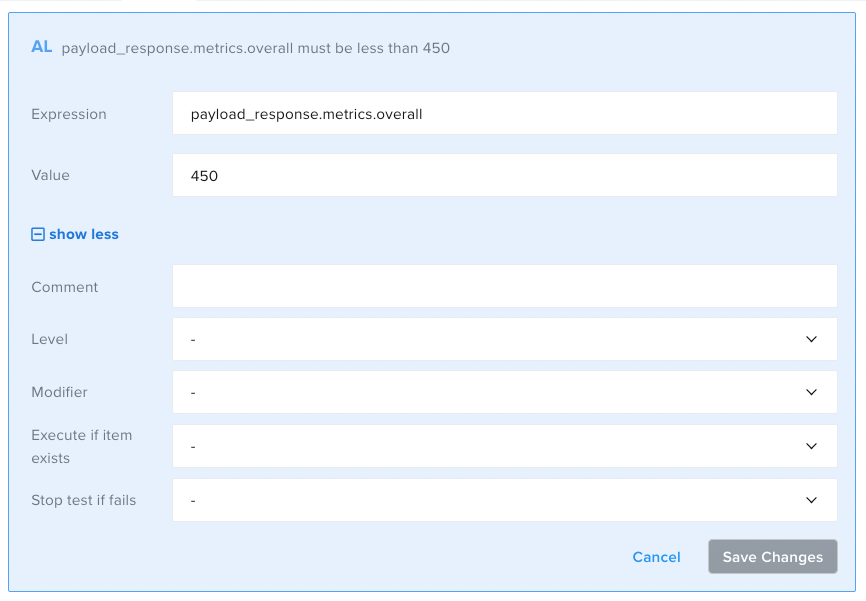 AL payload_response.metrics.overall must be less than 450
Expression payload_response.metrics.overall
Value 450
show less
Comment
Level -
Modifier -
Execute if item
exists -
Stop test if fails -
Cancel Save Changes